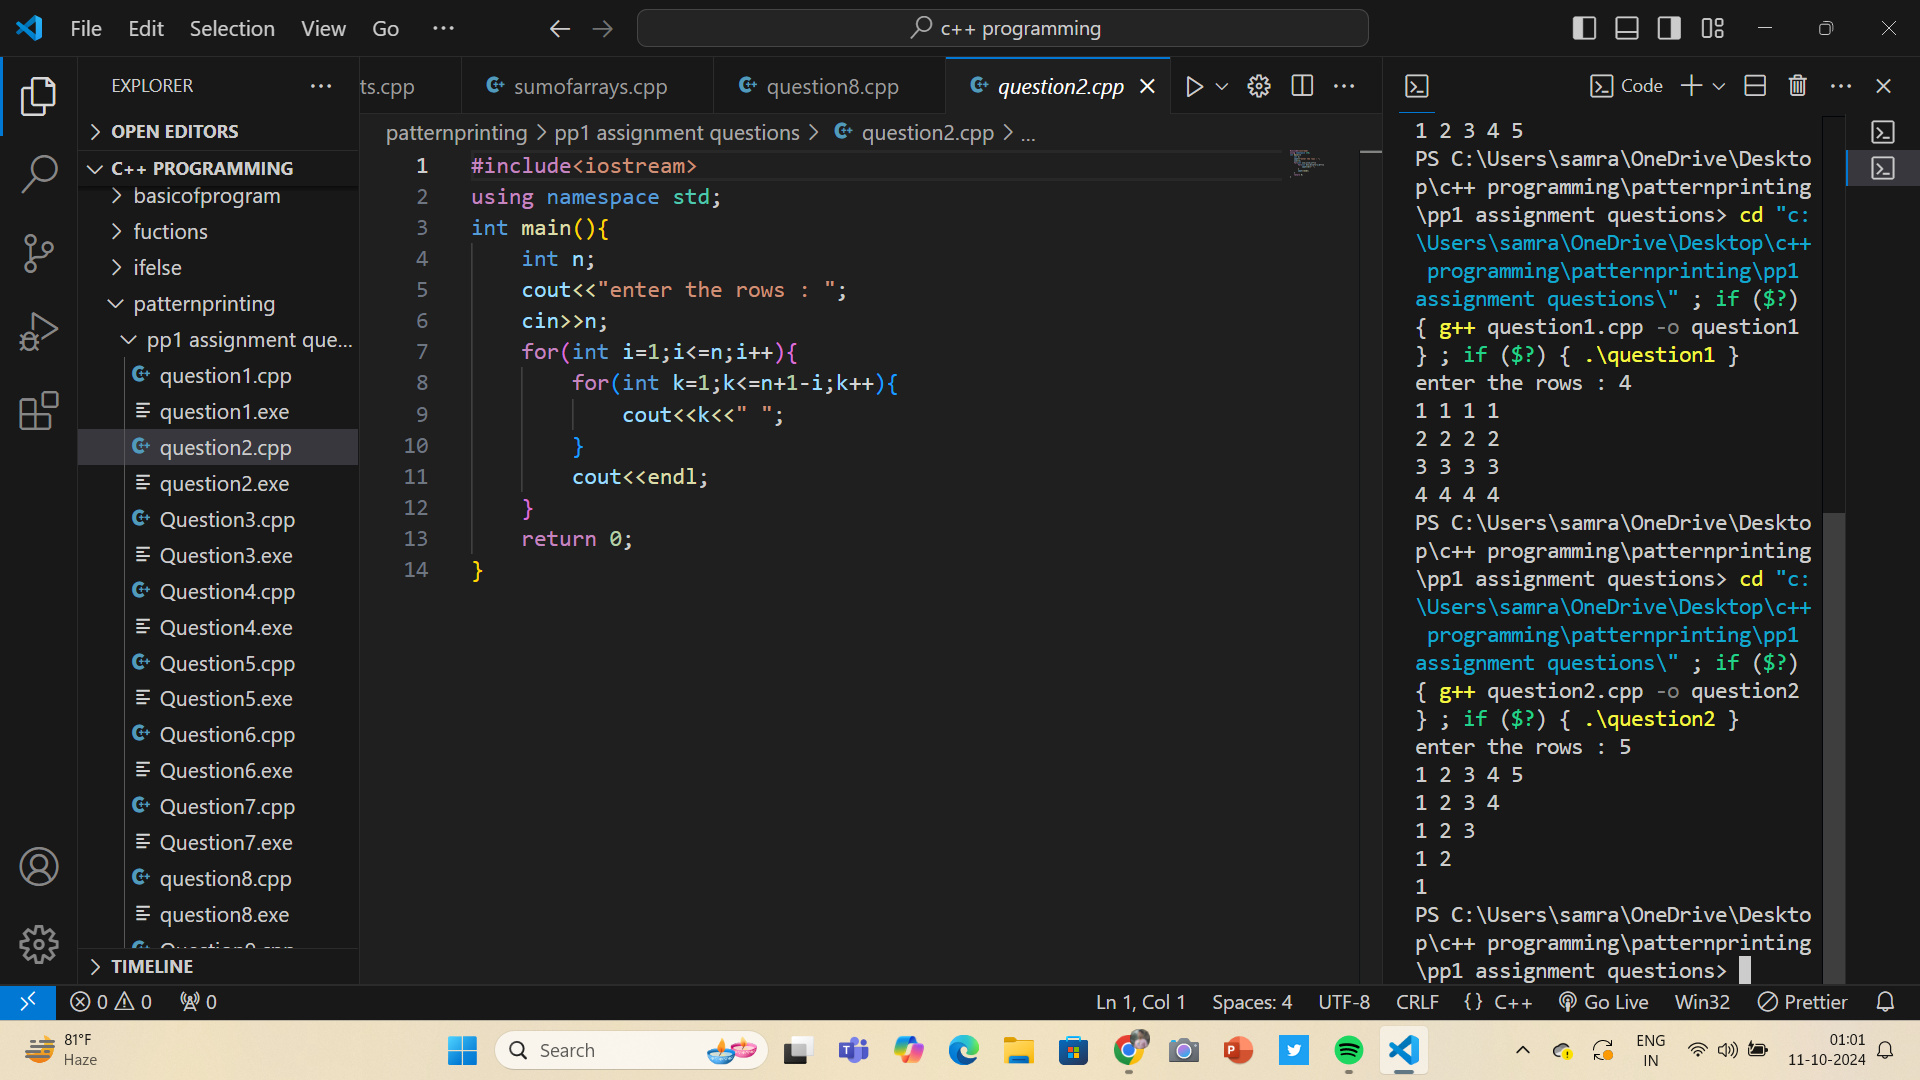 File Edit Selection View Go ...
c++ programming
EXPLORER
OPEN EDITORS
C++ PROGRAMMING
basicofprogram
fuctions
ifelse
patternprinting
pp1 assignment que...
question1.cpp
question1.exe
question2.cpp
question2.exe
Question3.cpp
Question3.exe
Question4.cpp
Question4.exe
Question5.cpp
Question5.exe
Question6.cpp
Question6.exe
Question7.cpp
Question7.exe
question8.cpp
question8.exe
TIMELINE
ts.cpp sumofarrays.cpp question8.cpp question2.cpp
patternprinting > pp1 assignment questions > question2.cpp > ...
1 #include<iostream>
2 using namespace std;
3 int main(){
4 int n;
5 cout<<"enter the rows : ";
6 cin>>n;
7 for(int i=1;i<=n;i++){
8 for(int k=1;k<=n+1-i;k++){
9 cout<<k<<" ";
10 }
11 cout<<endl;
12 }
13 return 0;
14 }
Code
1 2 3 4 5
PS C:\Users\samra\OneDrive\Deskto
p\c++ programming\patternprinting
\pp1 assignment questions> cd "c:
\Users\samra\OneDrive\Desktop\c++
programming\patternprinting\pp1
assignment questions\" ; if ($?)
{ g++ question1.cpp -o question1
} ; if ($?) { .\question1 }
enter the rows : 4
1 1 1 1
2 2 2 2
3 3 3 3
4 4 4 4
PS C:\Users\samra\OneDrive\Deskto
p\c++ programming\patternprinting
\pp1 assignment questions> cd "c:
\Users\samra\OneDrive\Desktop\c++
programming\patternprinting\pp1
assignment questions\" ; if ($?)
{ g++ question2.cpp -o question2
} ; if ($?) { .\question2 }
enter the rows : 5
1 2 3 4 5
1 2 3 4
1 2 3
1 2
1
PS C:\Users\samra\OneDrive\Deskto
p\c++ programming\patternprinting
\pp1 assignment questions>
0 0 0 Ln 1, Col 1 Spaces: 4 UTF-8 CRLF {} C++ Go Live Win32 Prettier
81°F
Haze
Search
ENG
IN
01:01
11-10-2024